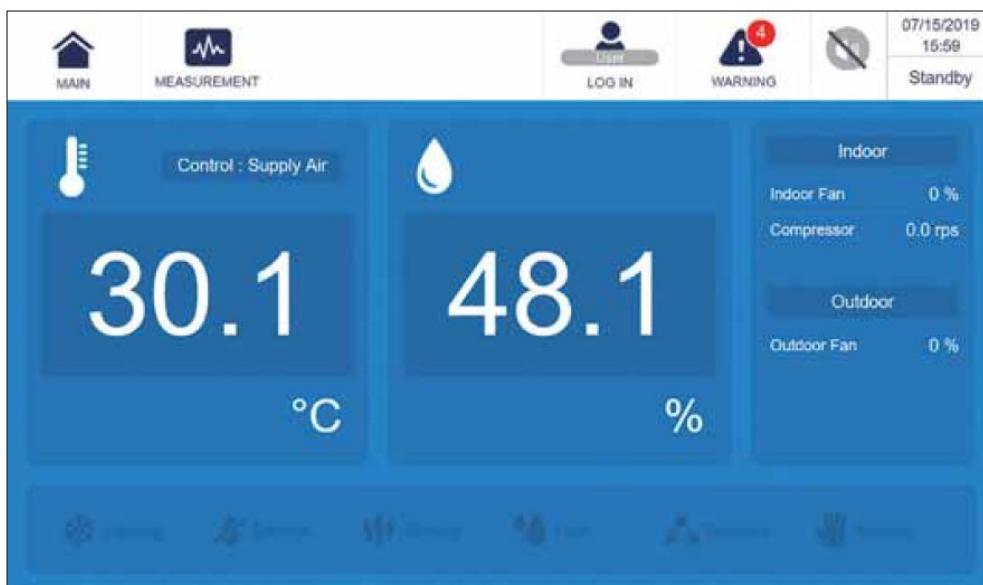 MAIN
MEASUREMENT
User
LOG IN
4
WARNING
07/15/2019
15:59
Standby
Control : Supply Air
30.1
°C
48.1
%
Indoor
Indoor Fan 0 %
Compressor 0.0 rps
Outdoor
Outdoor Fan 0 %